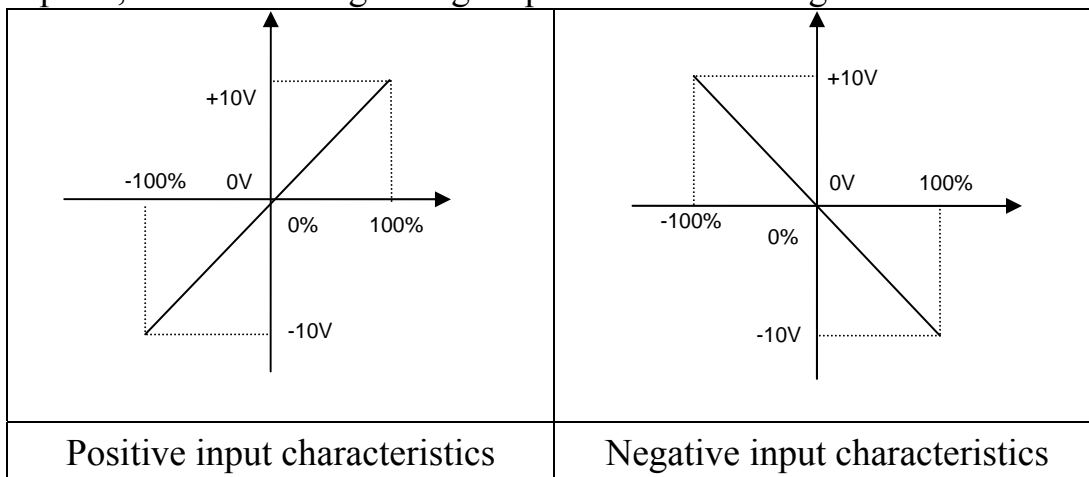 +10V
-100% 0V
0% 100%
-10V
+10V
0V 100%
-100%
0%
-10V
Positive input characteristics
Negative input characteristics